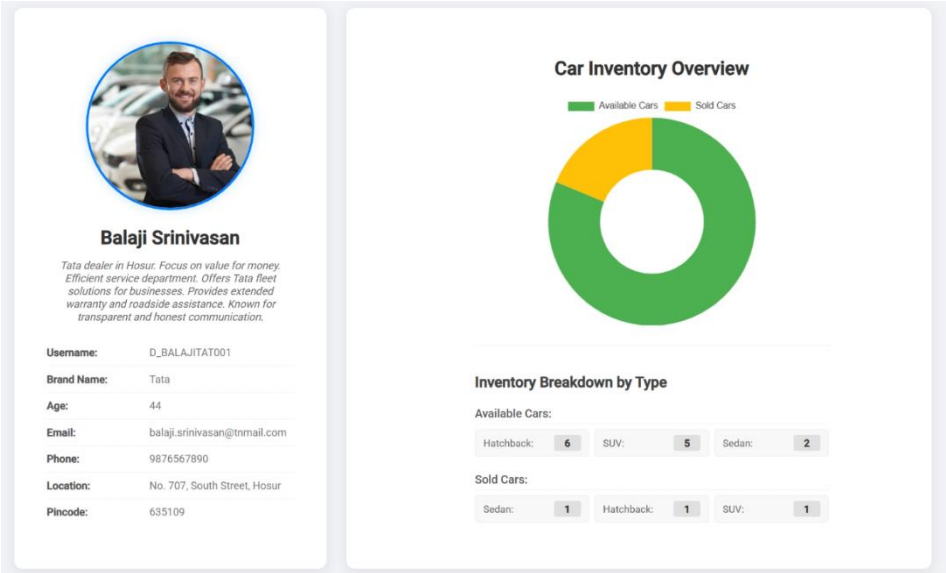 Balaji Srinivasan
Tata dealer in Hosur. Focus on value for money.
Efficient service department. Offers Tata fleet
solutions for businesses. Provides extended
warranty and roadside assistance. Known for
transparent and honest communication.
Username: D_BALAJITAT001
Brand Name: Tata
Age: 44
Email: balaji.srinivasan@tnmail.com
Phone: 9876567890
Location: No. 707, South Street, Hosur
Pincode: 635109
Car Inventory Overview
Available Cars Sold Cars
Inventory Breakdown by Type
Available Cars:
Hatchback: 6 SUV: 5 Sedan: 2
Sold Cars:
Sedan: 1 Hatchback: 1 SUV: 1